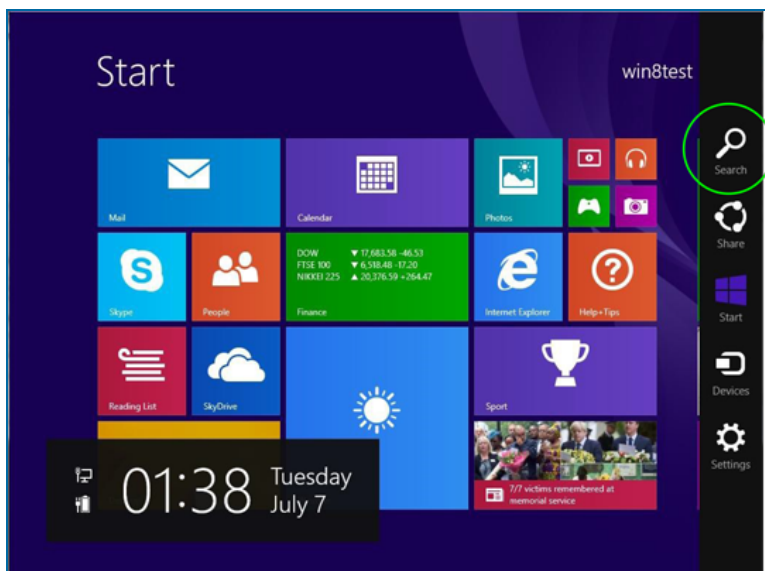 Start
win8test
Search
Share
Start
Devices
Settings
Mail
Calendar
Photos
Skype
People
DOW ▼ 17,683.58 -46.53
FTSE 100 ▼ 6,518.48 -17.20
NIKKEI 225 ▲ 20,376.59 +264.47
Finance
Internet Explorer
Help+Tips
Reading List
SkyDrive
Sport
7/7 victims remembered at
memorial service
01:38
Tuesday
July 7